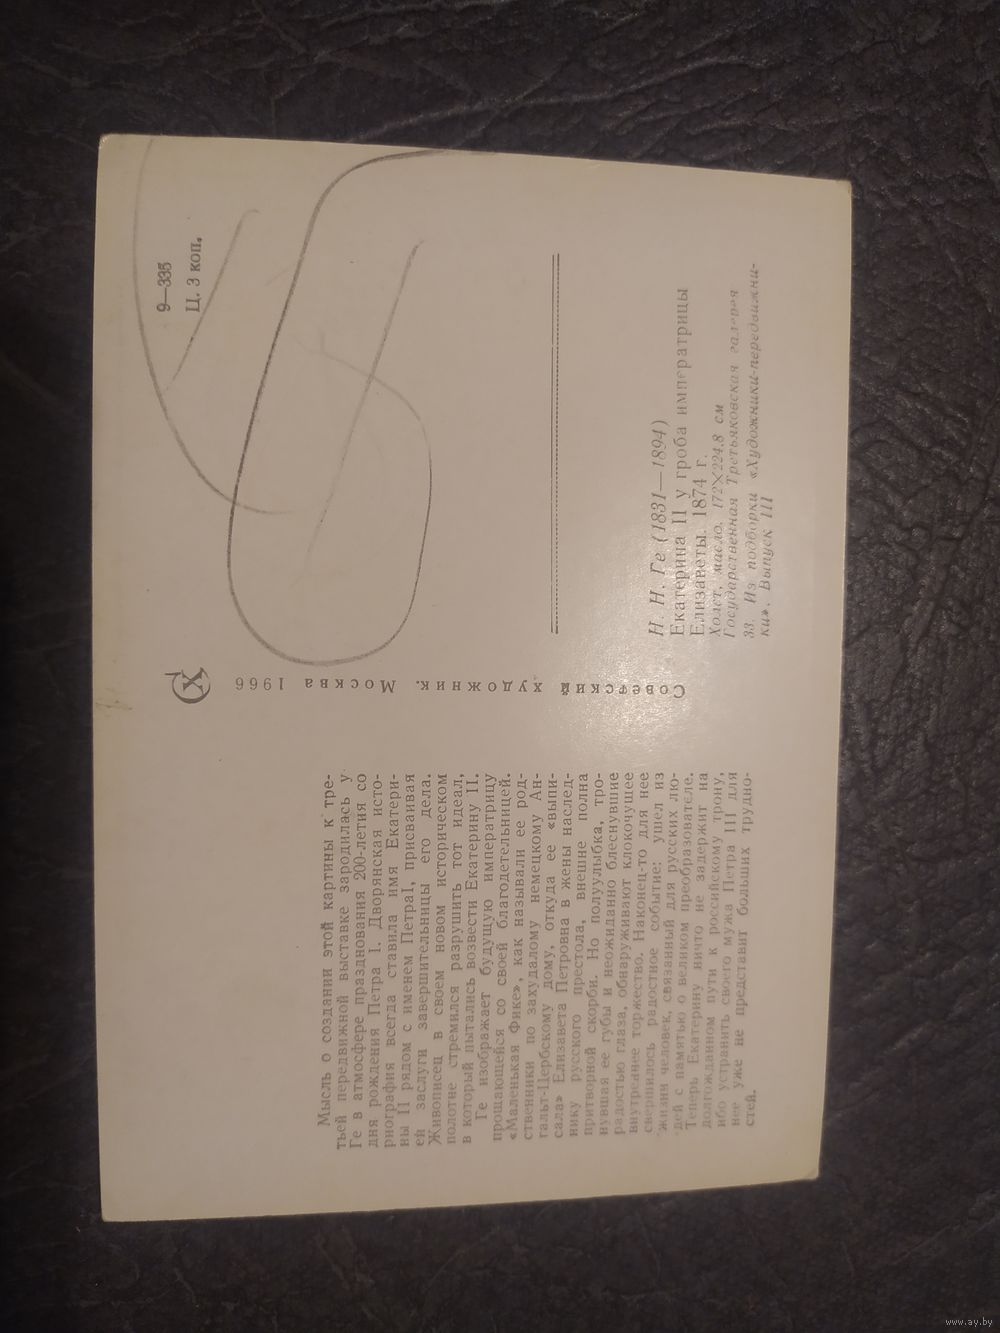 Мысль о создании этой картины к тре-
тьей передвижной выставке зародилась у
Ге в атмосфере празднования 200-летия со
дня рождения Петра I. Дворянская исто-
риография всегда ставила имя Екатери-
ны II рядом с именем Петра I, присваивая
ей заслуги завершительницы его дела.
Живописец в своем новом историческом
полотне стремился разрушить тот идеал,
в который пытались возвести Екатерину II.
Ге изображает будущую императрицу
прощающейся со своей благодетельницей.
«Маленькая Фике», как называли ее род-
ственники по захудалому немецкому Ан-
гальт-Цербскому дому, откуда ее «выпи-
сала» Елизавета Петровна в жены наслед-
нику русского престола, внешне полна
притворной скорби. Но полуулыбка, тро-
нувшая ее губы и неожиданно блеснувшие
радостью глаза, обнаруживают клокочущее
внутреннее торжество. Наконец-то для нее
свершилось радостное событие: ушел из
жизни человек, связанный для русских лю-
дей с памятью о великом преобразователе.
Теперь Екатерину ничто не задержит на
долгожданном пути к российскому трону,
ибо устранить своего мужа Петра III для
нее уже не представит больших трудно-
стей.
СХ
Советский художник. Москва 1966
9—335
Ц. 3 коп.
Н. Н. Ге (1831—1894)
Екатерина II у гроба императрицы
Елизаветы. 1874 г.
Холст, масло. 172×224,8 см
Государственная Третьяковская галерея
33. Из подборки «Художники-передвижни-
ки». Выпуск III
www.ay.by